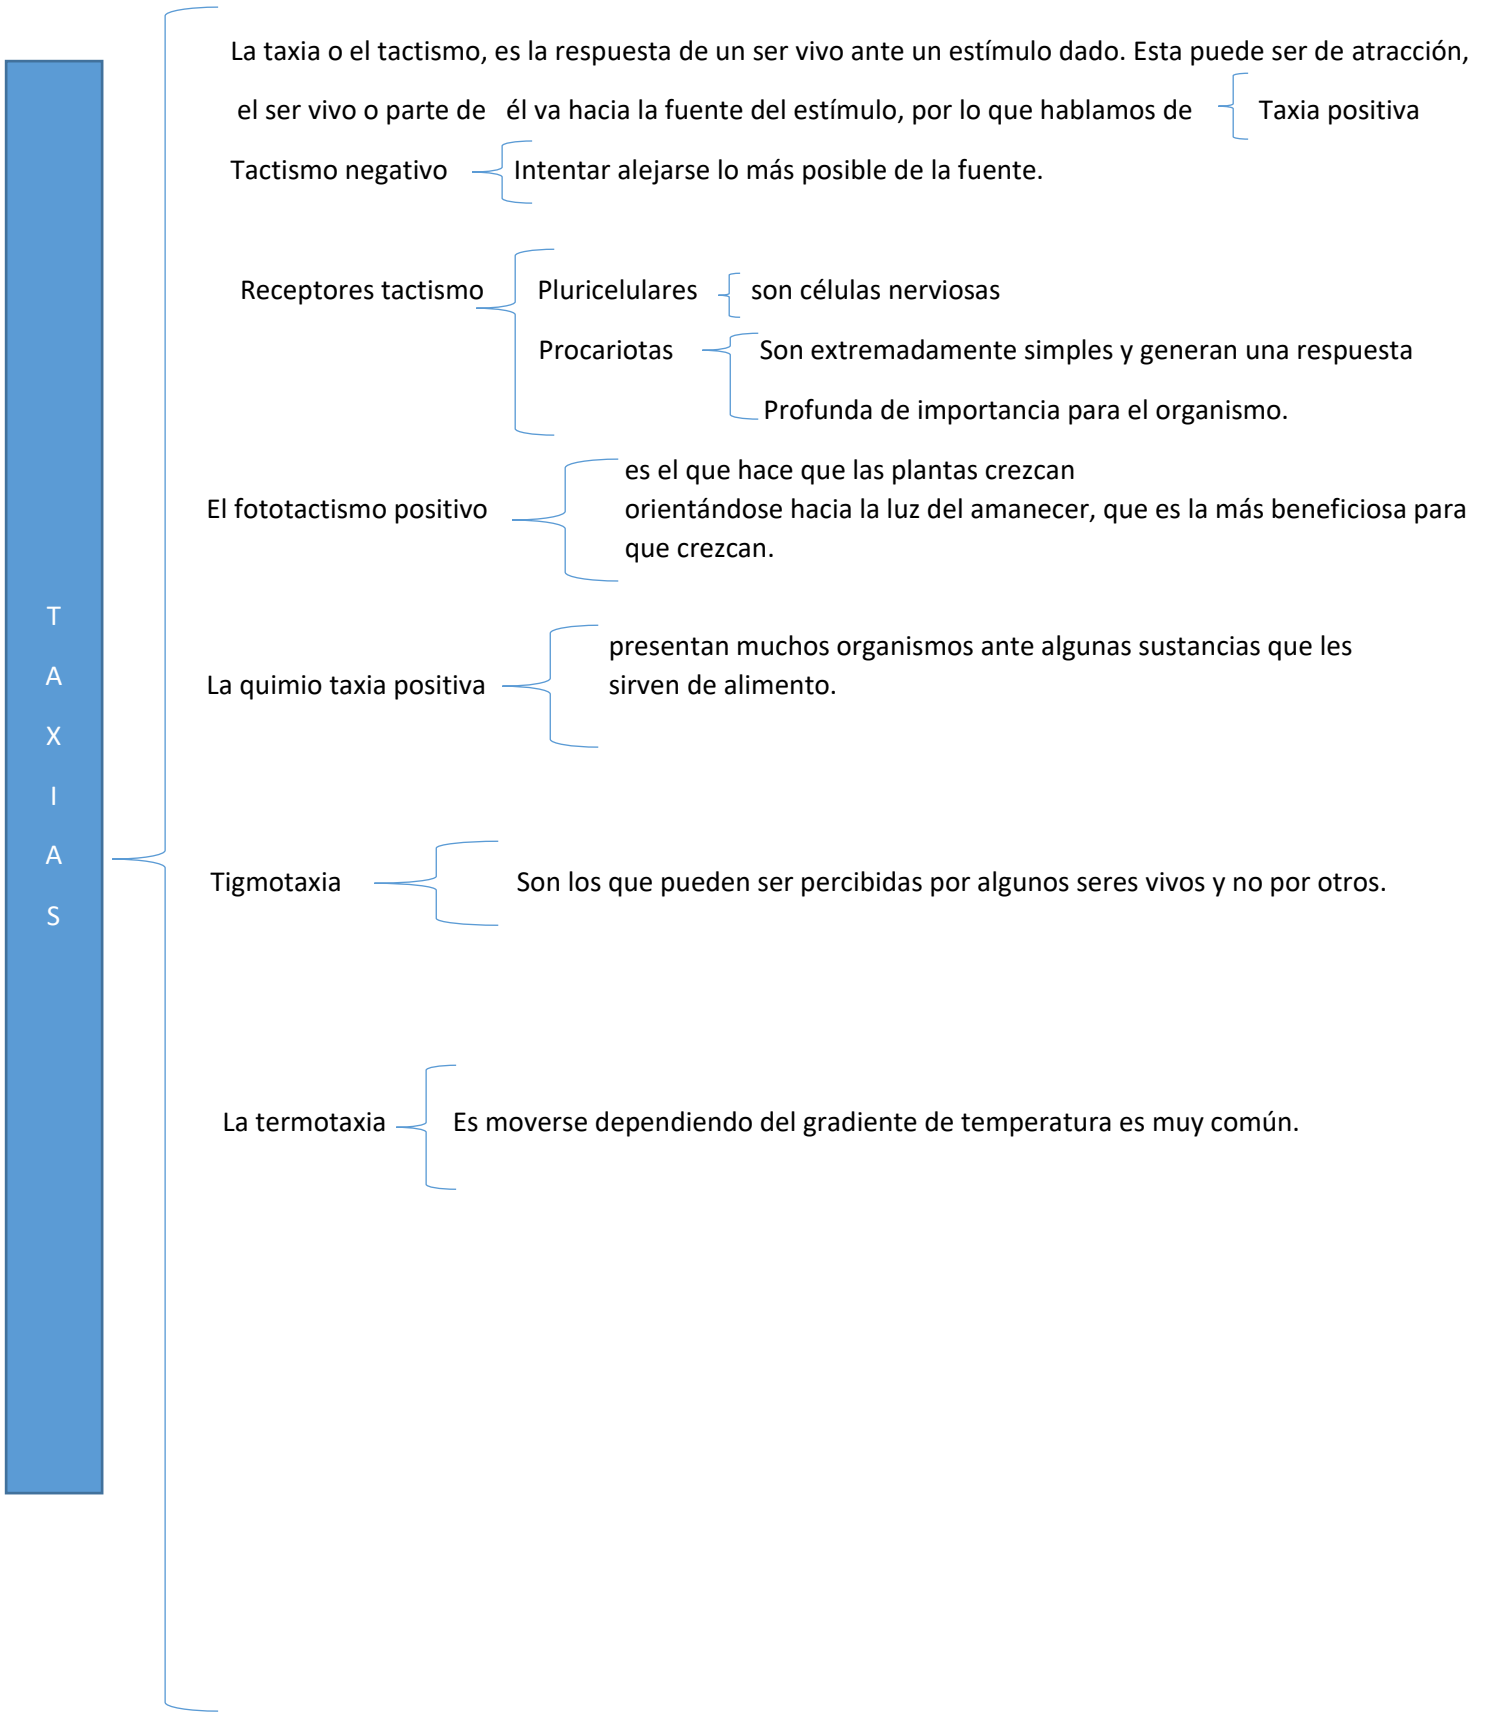 La taxia o el tactismo, es la respuesta de un ser vivo ante un estímulo dado. Esta puede ser de atracción,
el ser vivo o parte de él va hacia la fuente del estímulo, por lo que hablamos de Taxia positiva
Tactismo negativo Intentar alejarse lo más posible de la fuente.
Receptores tactismo Pluricelulares son células nerviosas
Procariotas Son extremadamente simples y generan una respuesta
Profunda de importancia para el organismo.
es el que hace que las plantas crezcan
El fototactismo positivo orientándose hacia la luz del amanecer, que es la más beneficiosa para
que crezcan.
T
A
X
I
A
S
presentan muchos organismos ante algunas sustancias que les
La quimio taxia positiva sirven de alimento.
Tigmotaxia Son los que pueden ser percibidas por algunos seres vivos y no por otros.
La termotaxia Es moverse dependiendo del gradiente de temperatura es muy común.